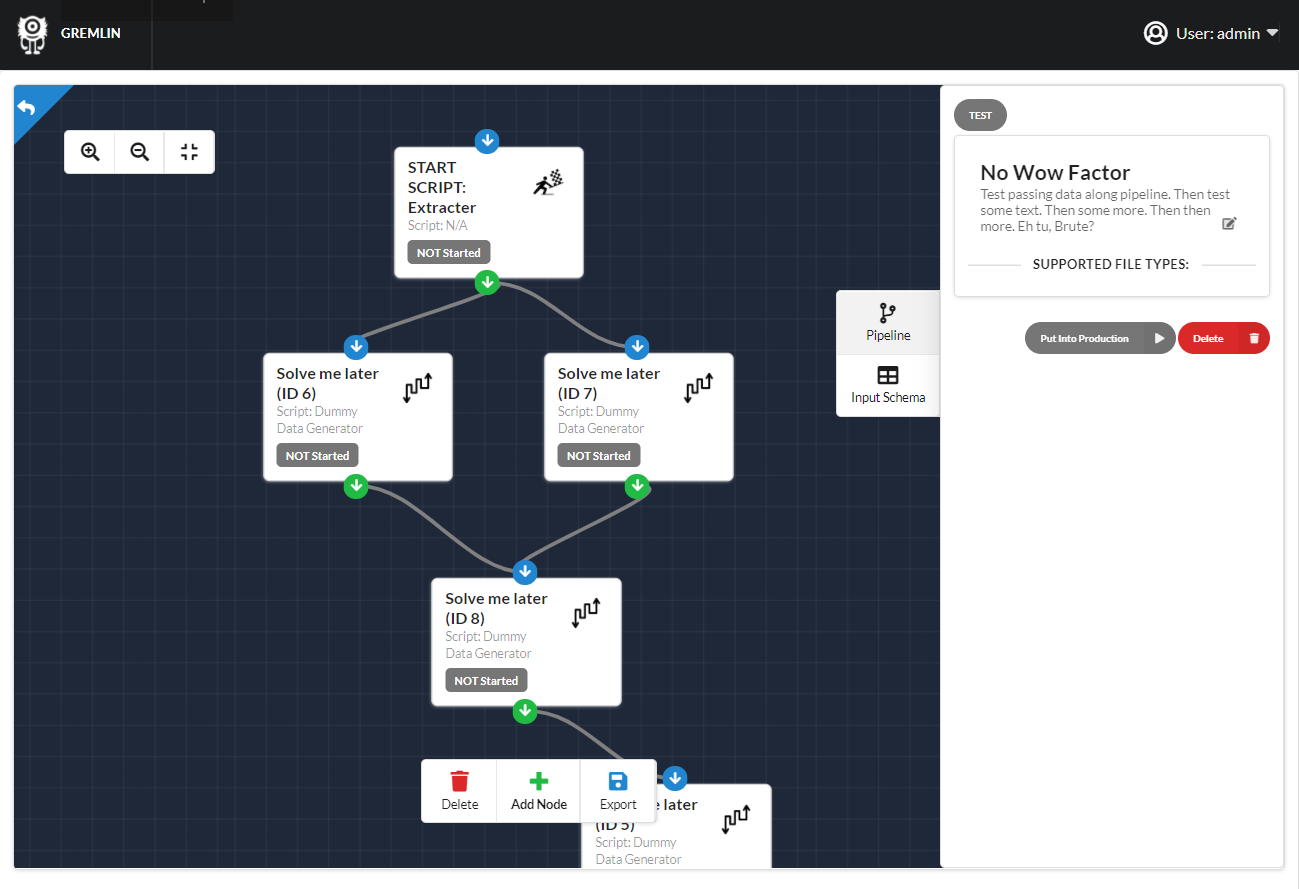 GREMLIN
User: admin
TEST
No Wow Factor
Test passing data along pipeline. Then test
some text. Then some more. Then then
more. Eh tu, Brute?
SUPPORTED FILE TYPES:
Put Into Production
Delete
Pipeline
Input Schema
START
SCRIPT:
Extracter
Script: N/A
NOT Started
Solve me later
(ID 6)
Script: Dummy
Data Generator
NOT Started
Solve me later
(ID 7)
Script: Dummy
Data Generator
NOT Started
Solve me later
(ID 8)
Script: Dummy
Data Generator
NOT Started
Delete
Add Node
Export
later
(ID 5)
Script: Dummy
Data Generator